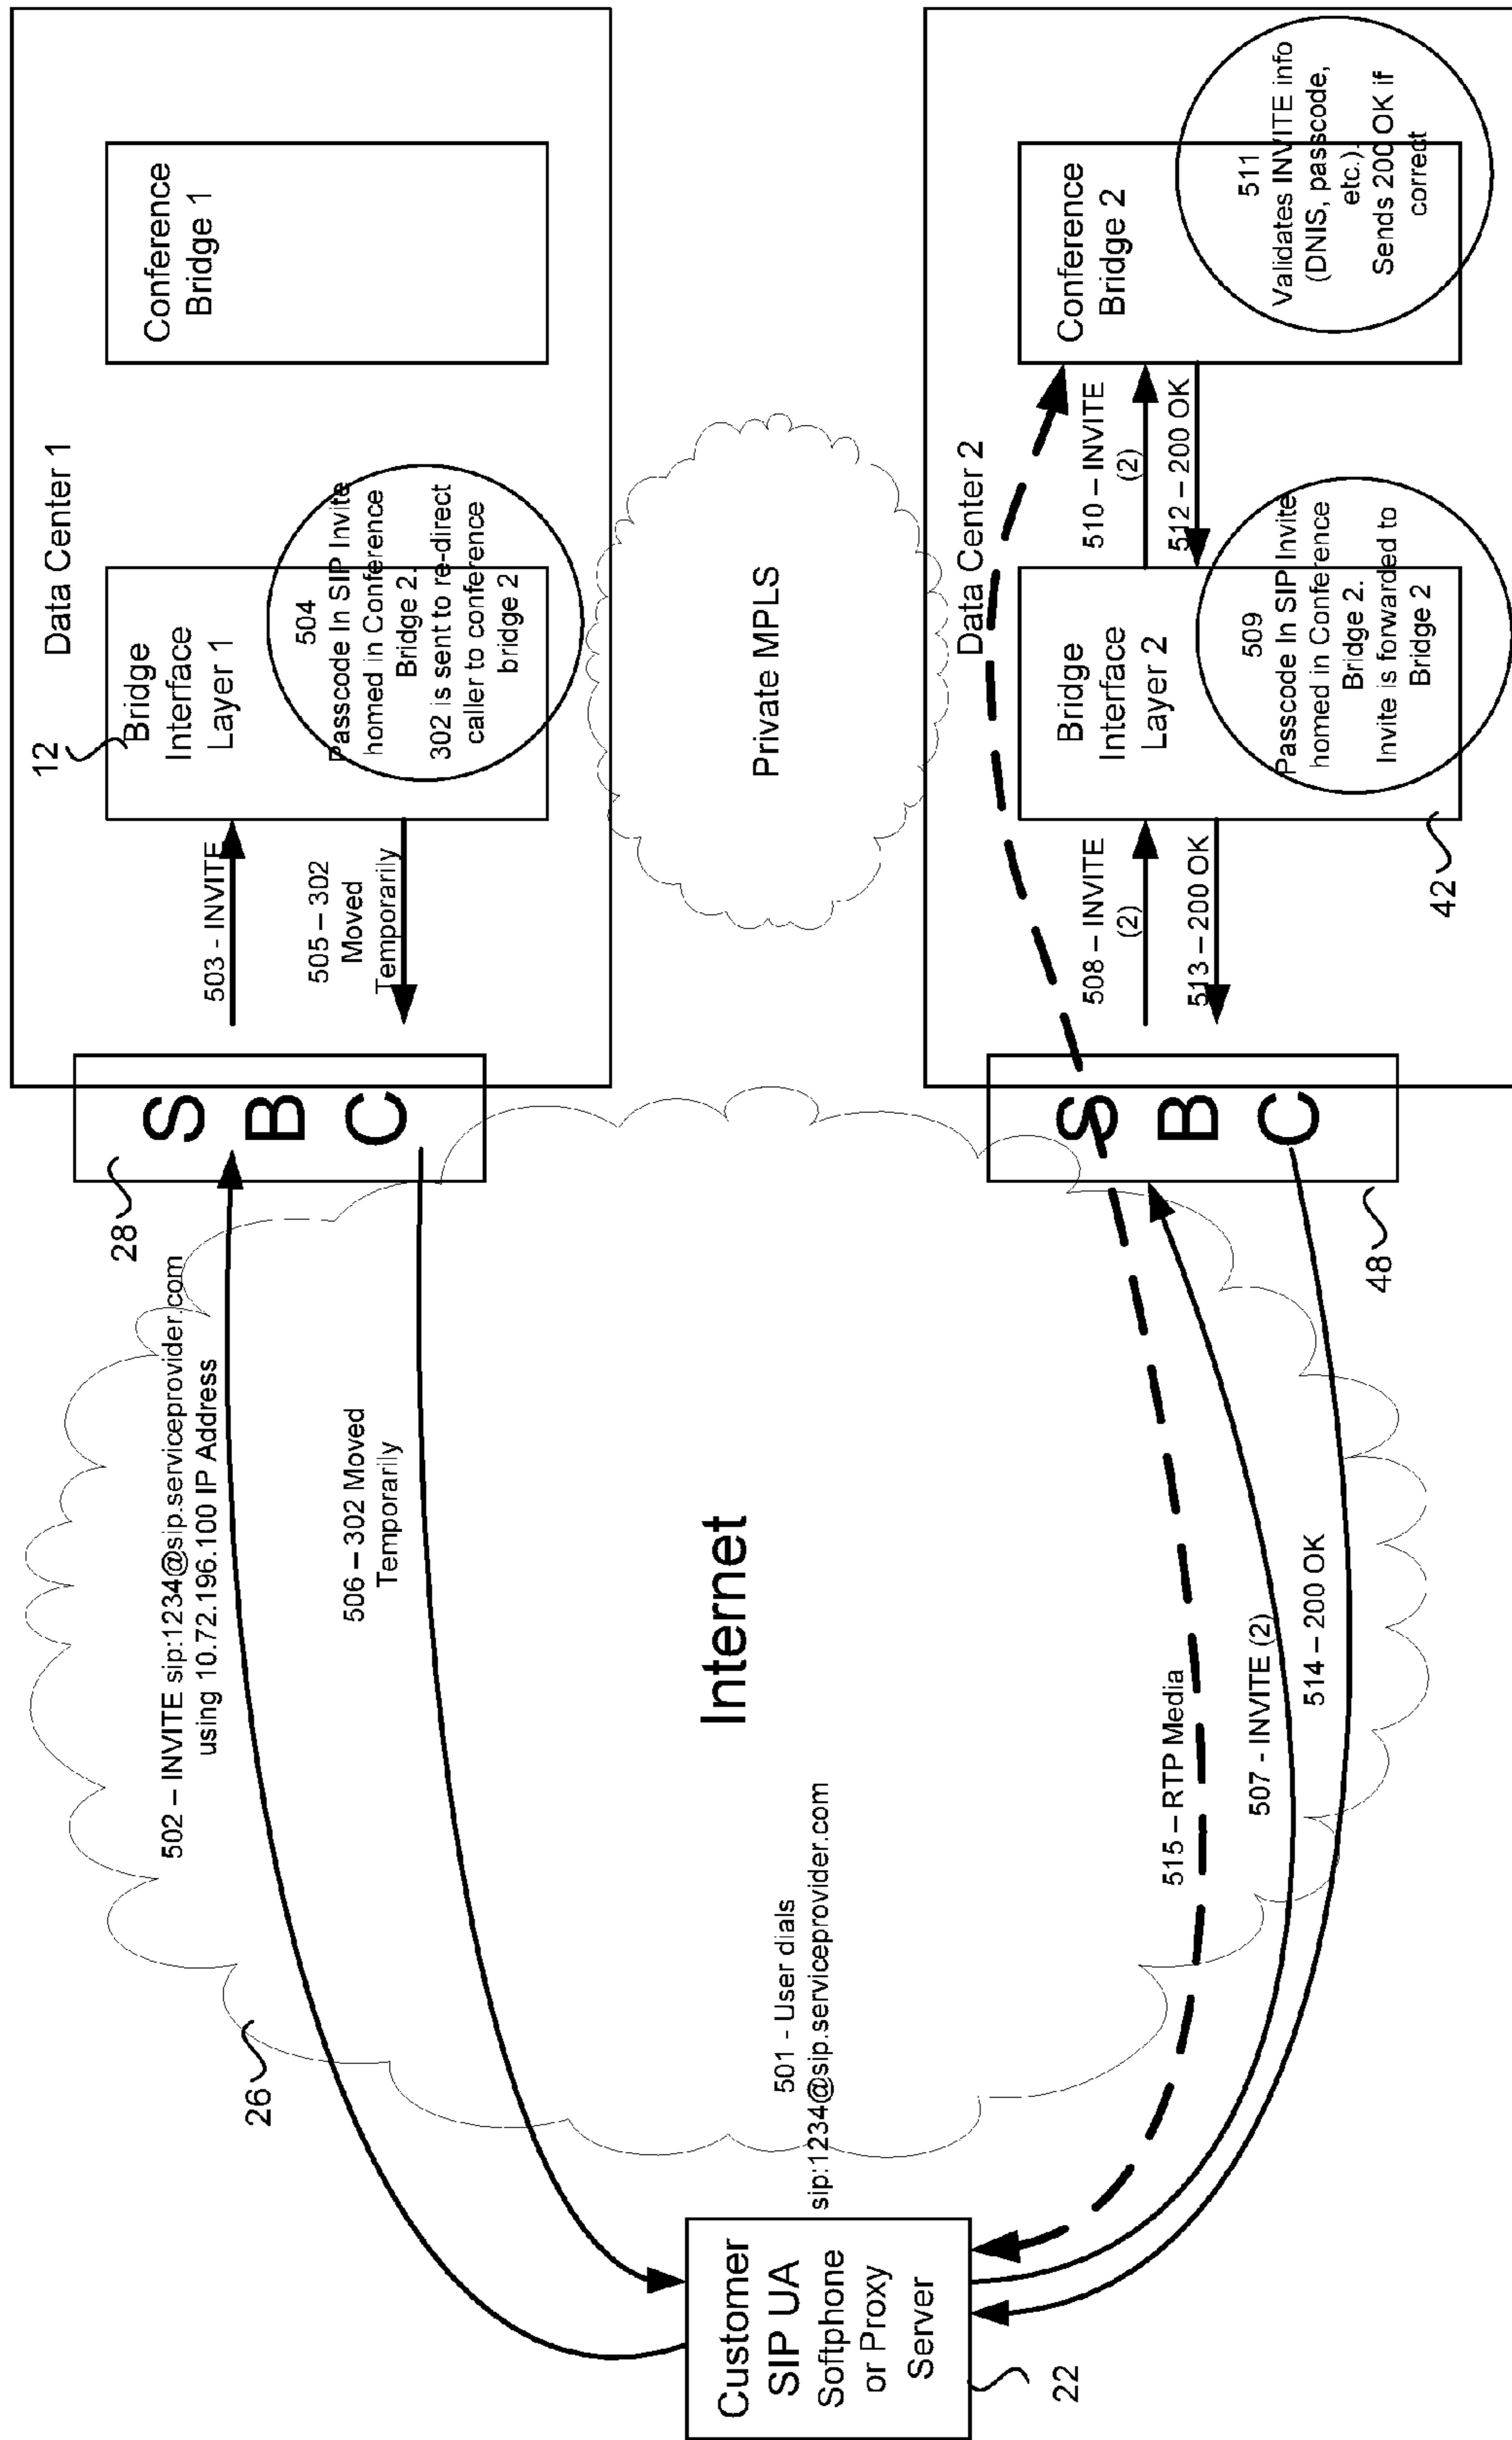 Data Center 1
12
Bridge
Interface
Layer 1
504
Passcode In SIP Invite
homed in Conference
Bridge 2.
302 is sent to re-direct
caller to conference
bridge 2
Conference
Bridge 1
503 - INVITE
505 – 302
Moved
Temporarily
28
S
B
C
502 – INVITE sip:1234@sip.serviceprovider.com
using 10.72.196.100 IP Address
506 – 302 Moved
Temporarily
26
Internet
Private MPLS
501 - User dials
sip:1234@sip.serviceprovider.com
Customer
SIP UA
Softphone
or Proxy
Server
22
515 – RTP Media
507 - INVITE (2)
514 – 200 OK
48
S
B
C
Data Center 2
508 – INVITE
(2)
513 – 200 OK
Bridge
Interface
Layer 2
509
Passcode In SIP Invite
homed in Conference
Bridge 2.
Invite is forwarded to
Bridge 2
42
510 – INVITE
(2)
512 – 200 OK
Conference
Bridge 2
511
Validates INVITE info
(DNIS, passcode,
etc.).
Sends 200 OK if
correct